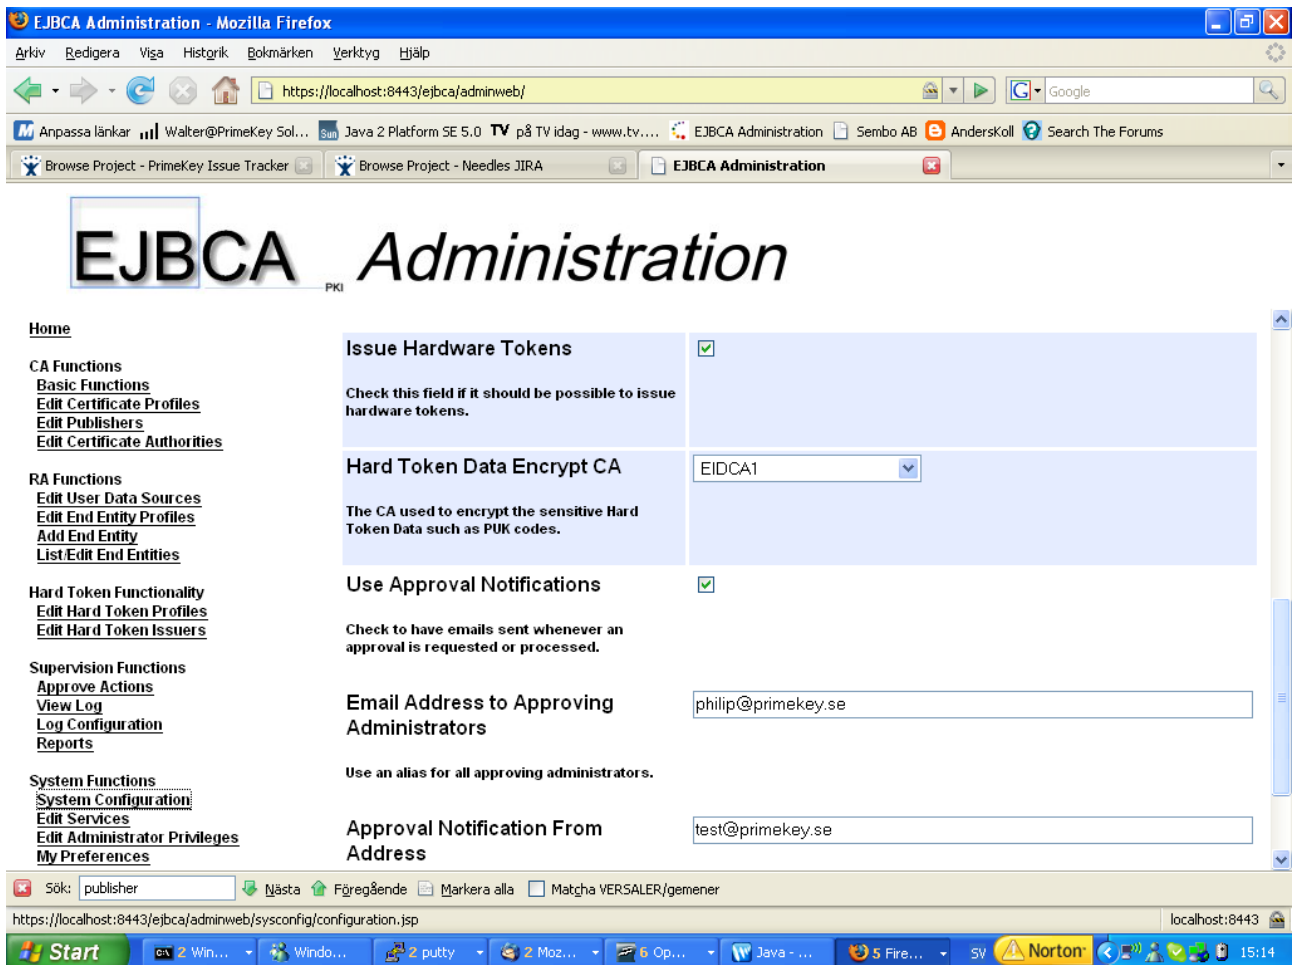 EJBCA Administration - Mozilla Firefox
Arkiv Redigera Visa Historik Bokmärken Verktyg Hjälp
https://localhost:8443/ejbca/adminweb/
Google
Anpassa länkar Walter@PrimeKey Sol... Java 2 Platform SE 5.0 TV på TV idag - www.tv.... EJBCA Administration Sembo AB AndersKoll Search The Forums
Browse Project - PrimeKey Issue Tracker Browse Project - Needles JIRA EJBCA Administration
EJBCA PKI Administration
Home
CA Functions
Basic Functions
Edit Certificate Profiles
Edit Publishers
Edit Certificate Authorities
RA Functions
Edit User Data Sources
Edit End Entity Profiles
Add End Entity
List/Edit End Entities
Hard Token Functionality
Edit Hard Token Profiles
Edit Hard Token Issuers
Supervision Functions
Approve Actions
View Log
Log Configuration
Reports
System Functions
System Configuration
Edit Services
Edit Administrator Privileges
My Preferences
Issue Hardware Tokens
Check this field if it should be possible to issue
hardware tokens.
Hard Token Data Encrypt CA
EIDCA1
The CA used to encrypt the sensitive Hard
Token Data such as PUK codes.
Use Approval Notifications
Check to have emails sent whenever an
approval is requested or processed.
Email Address to Approving
Administrators
philip@primekey.se
Use an alias for all approving administrators.
Approval Notification From
Address
test@primekey.se
Sök: publisher Nästa Föregående Markera alla Matcha VERSALER/gemener
https://localhost:8443/ejbca/adminweb/sysconfig/configuration.jsp localhost:8443
Start 2 Win... Windo... 2 putty 2 Moz... 6 Op... Java - ... 5 Fire... SV Norton 15:14